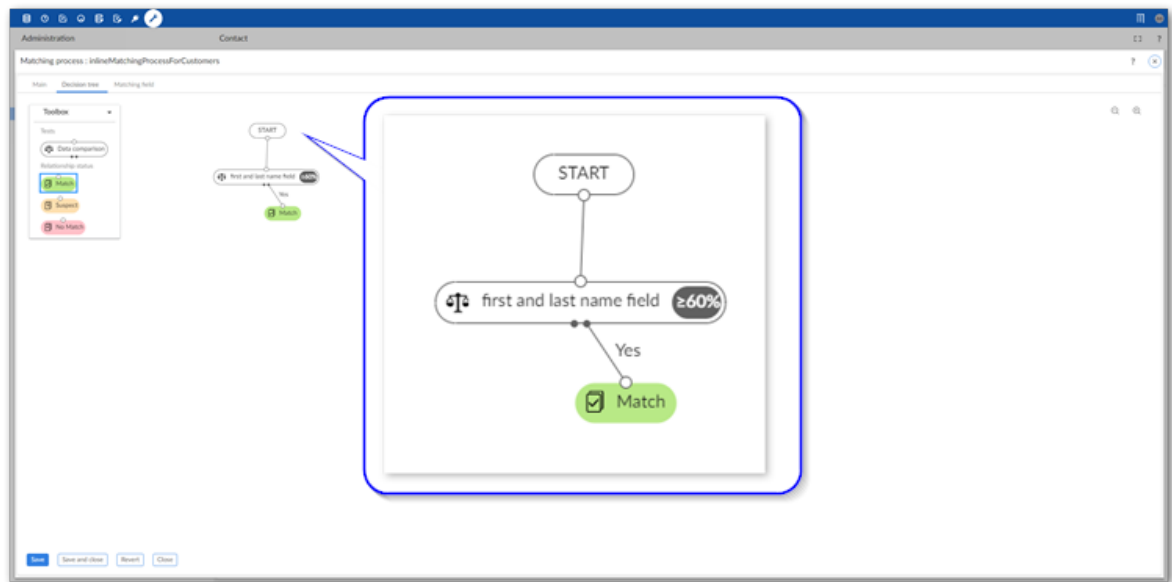 Administration
Contact
Matching process : inlineMatchingProcessForCustomers
?
Main Decision tree Matching field
Toolbox
Tests
Data comparison
Relationship status
Match
Suspect
No Match
START
first and last name field ≥60%
Yes
Match
START
first and last name field ≥60%
Yes
Match
Save Save and close Revert Close